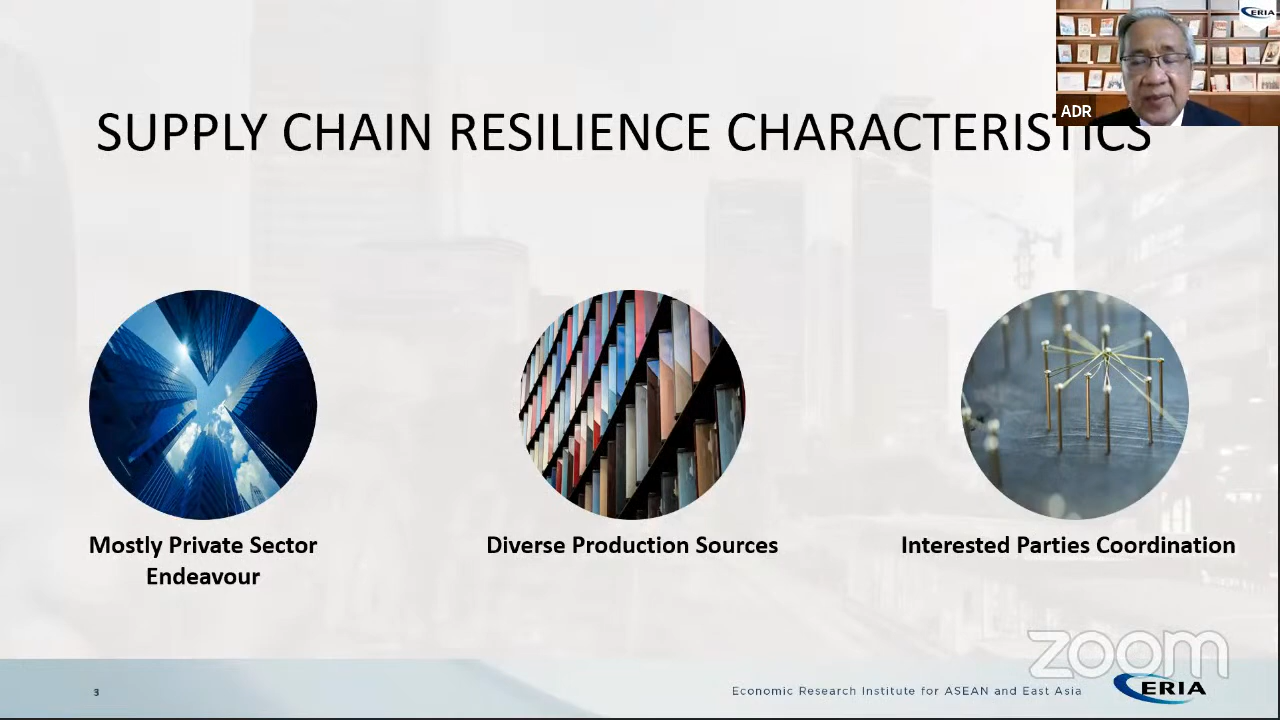 ERIA
ADR
SUPPLY CHAIN RESILIENCE CHARACTERISTICS
Mostly Private Sector
Endeavour
Diverse Production Sources
Interested Parties Coordination
zoom
3
Economic Research Institute for ASEAN and East Asia
ERIA